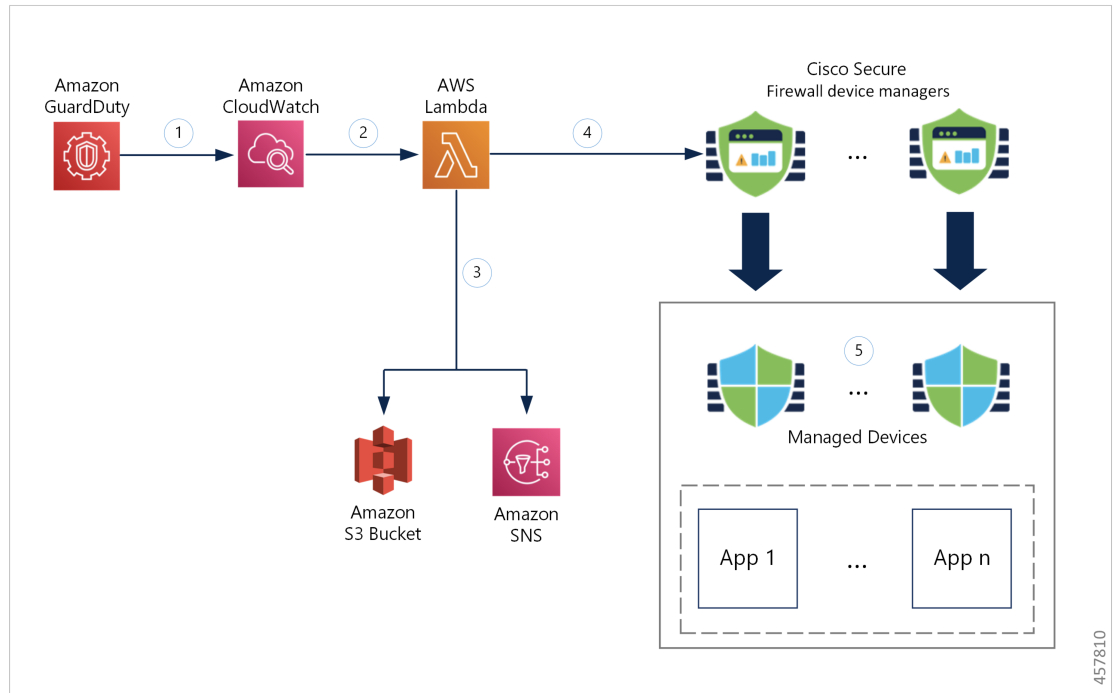 Amazon
GuardDuty
1
Amazon
CloudWatch
2
AWS
Lambda
4
Cisco Secure
Firewall device managers
...
3
5
...
Managed Devices
Amazon
S3 Bucket
Amazon
SNS
App 1
...
App n
457810